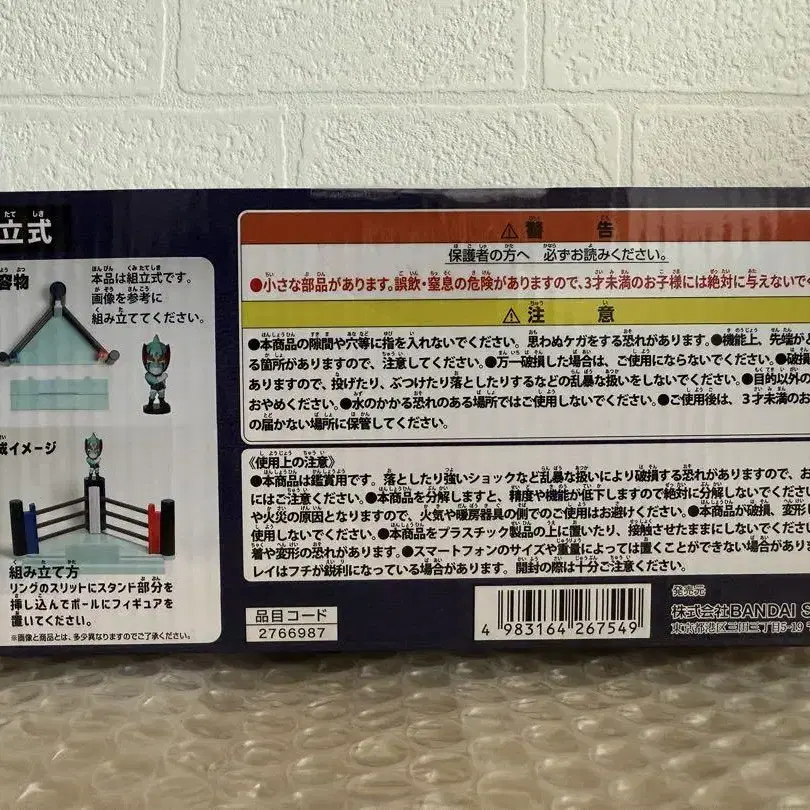 立式
容物
本品は組立式です。
画像を参考に
組み立ててください。
成イメージ
組み立て方
リングのスリットにスタンド部分を
挿し込んでポールにフィギュアを
置いてください。
※画像と商品とは、多少異なりますのでご了承ください。
⚠警 告
保護者の方へ 必ずお読みください。
●小さな部品があります。誤飲・窒息の危険がありますので、3才未満のお子様には絶対に与えないでく
⚠注 意
●本商品の隙間や穴等に指を入れないでください。思わぬケガをする恐れがあります。●機能上、先端がと
る箇所がありますので、注意してください。●万一破損した場合は、ご使用にならないでください。●破損
ありますので、投げたり、ぶつけたり落としたりするなどの乱暴な扱いをしないでください。●目的以外の
おやめください。●水のかかる恐れのある場所ではご使用しないでください。●ご使用後は、3才未満のお
の届かない場所に保管してください。
《使用上の注意》
●本商品は鑑賞用です。落としたり強いショックなど乱暴な扱いにより破損する恐れがありますので、お
にはご注意ください。●本商品を分解しますと、精度や機能が低下しますので絶対に分解しないでくださ
や火災の原因となりますので、火気や暖房器具の側でのご使用はお避けください。●本商品が破損、変形し
使用しないでください。●本商品をプラスチック製品の上に置いたり、接触させたままにしないでください
着や変形の恐れがあります。●スマートフォンのサイズや重量によっては置くことができない場合があります
レイはフチが鋭利になっている場合があります。開封の際は十分ご注意ください。
品目コード
2766987
4 983164 267549
発売元
株式会社BANDAI S
東京都港区三田三丁目5-19 〒